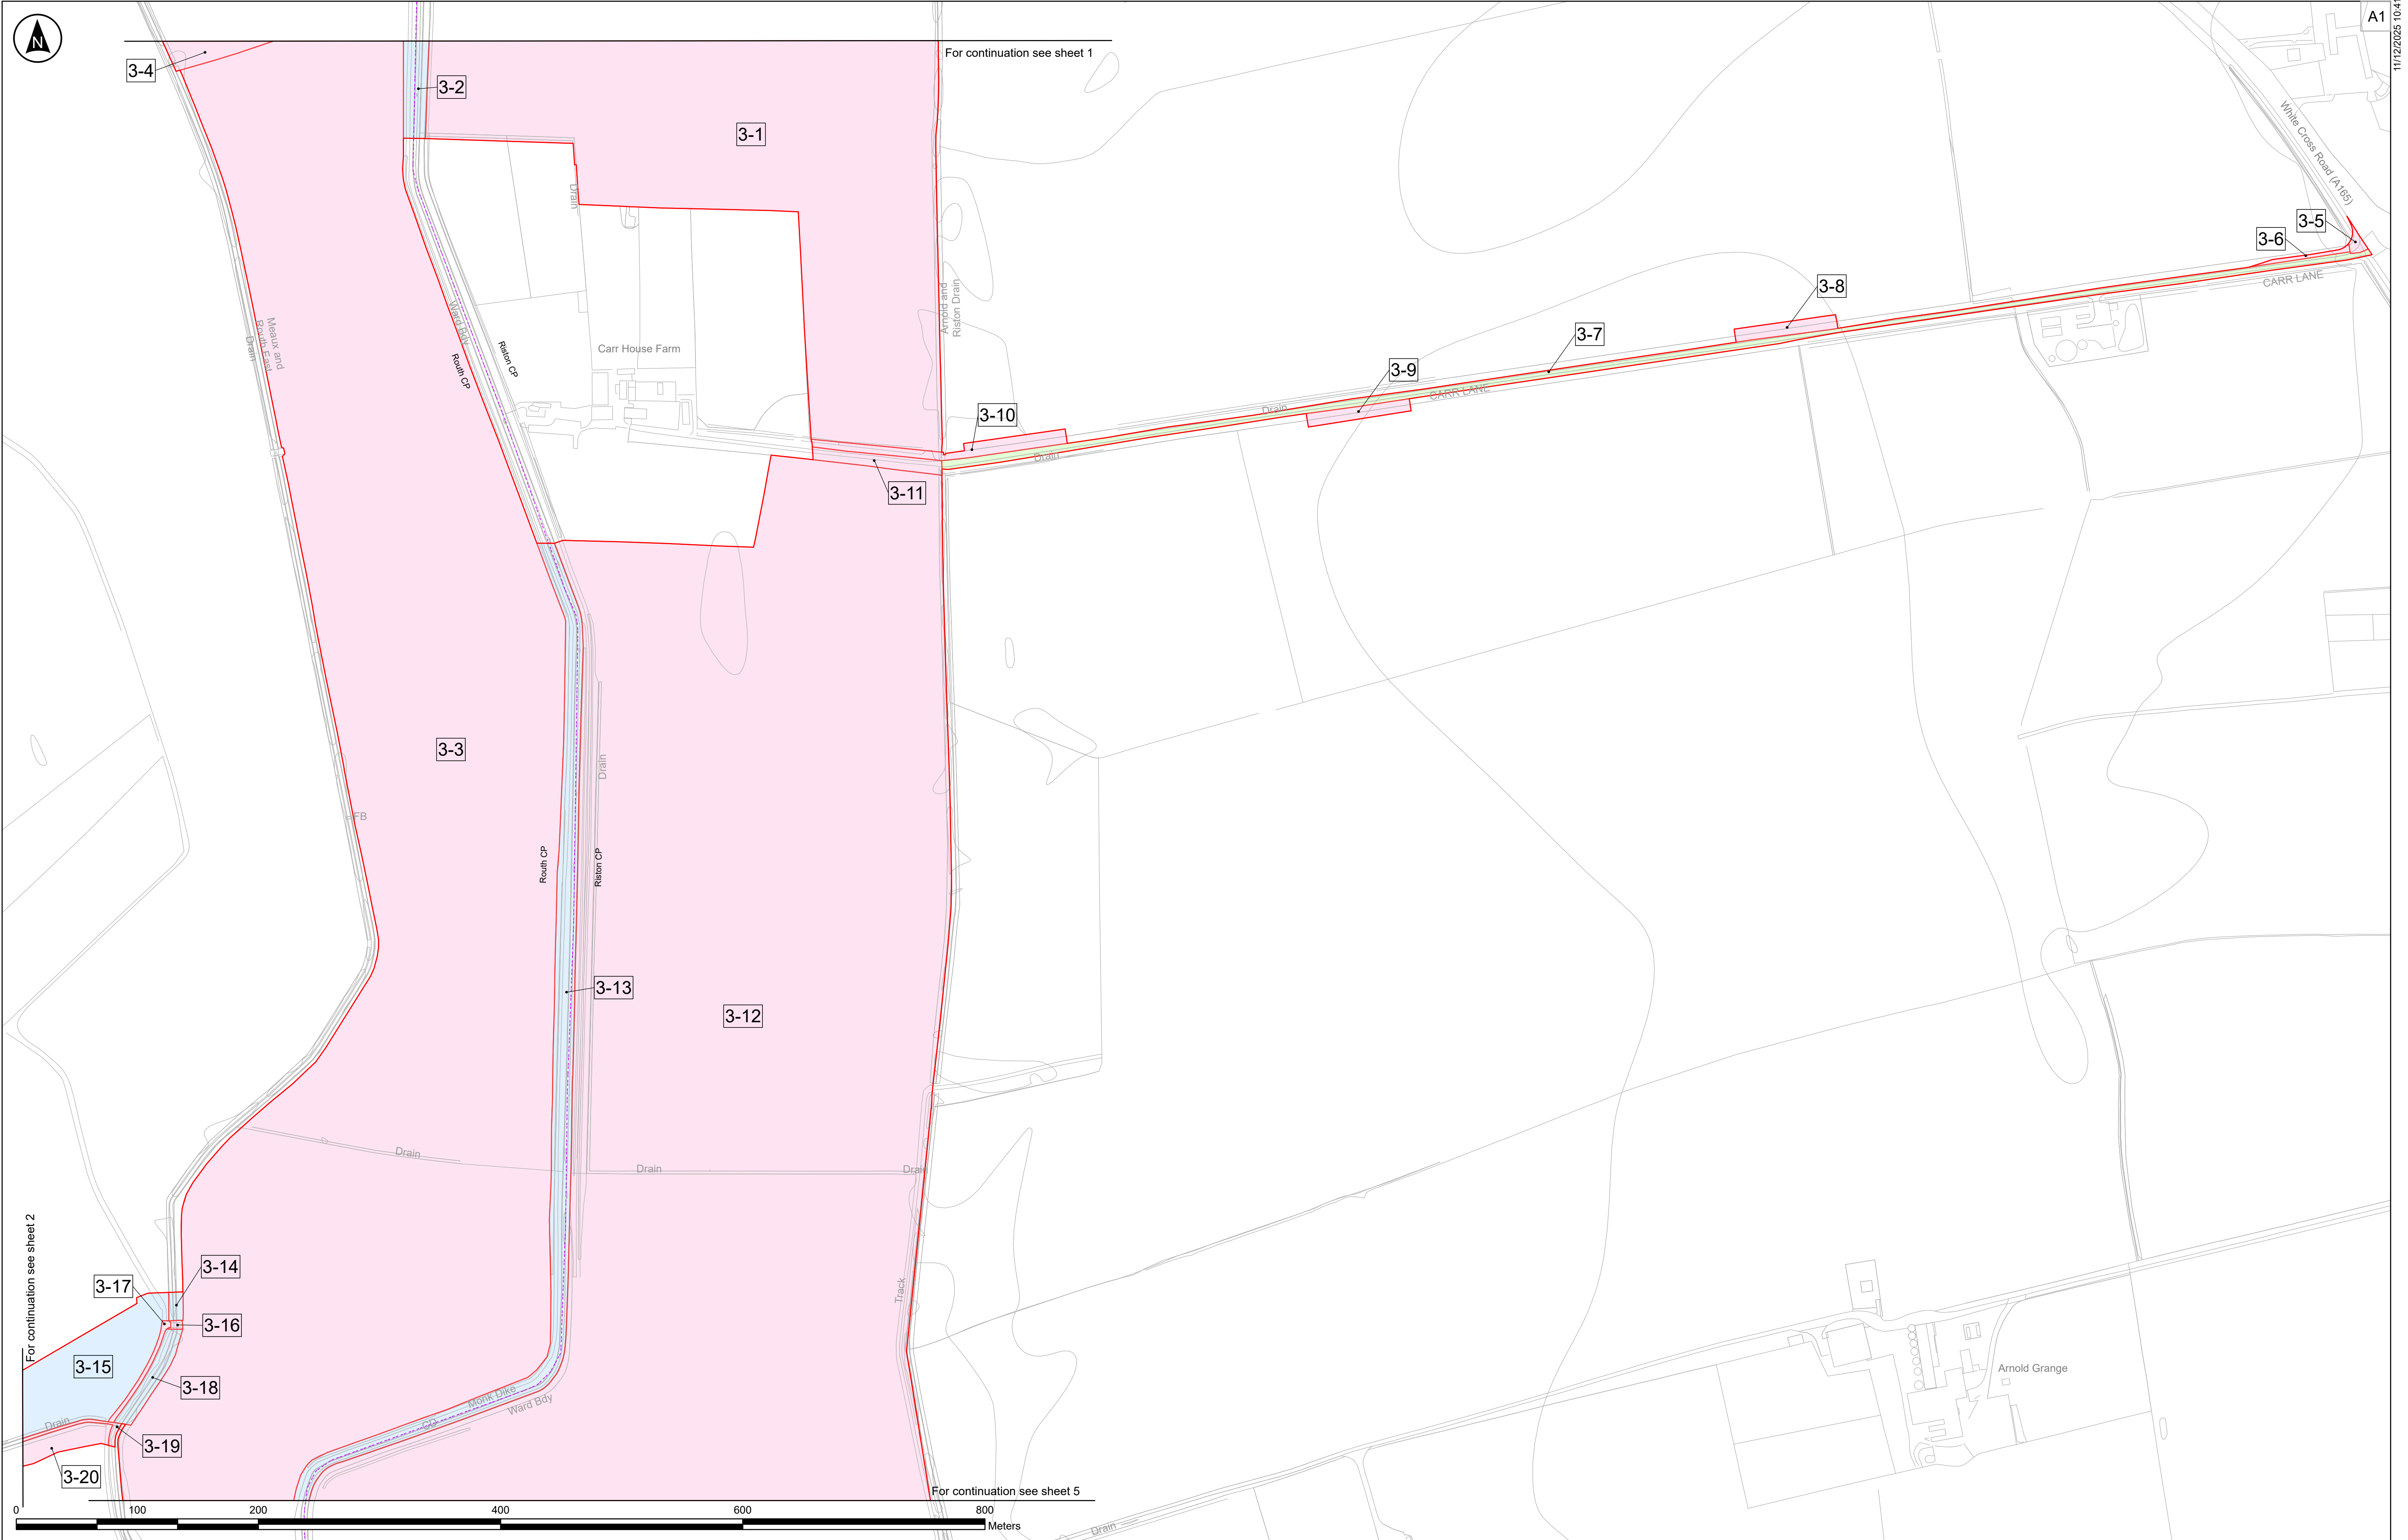 A1
11/12/2025 10:41
N
For continuation see sheet 1
3-4
3-2
3-1
White Cross Road (A165)
Drain
3-5
3-6
CARR LANE
3-8
Arnold and
Riston Drain
Meaux and
Routh East
Drain
Ward Bdy
Riston CP
Routh CP
Carr House Farm
3-7
3-9
CARR LANE
Drain
3-10
Drain
3-11
3-3
Drain
FB
Routh CP
Riston CP
3-13
3-12
Drain
Drain
Drain
For continuation see sheet 2
3-14
3-17
Track
3-16
3-15
3-18
Arnold Grange
Monk Dike
CD
Ward Bdy
Drain
3-19
3-20
For continuation see sheet 5
0
100
200
400
600
800
Meters
Drain